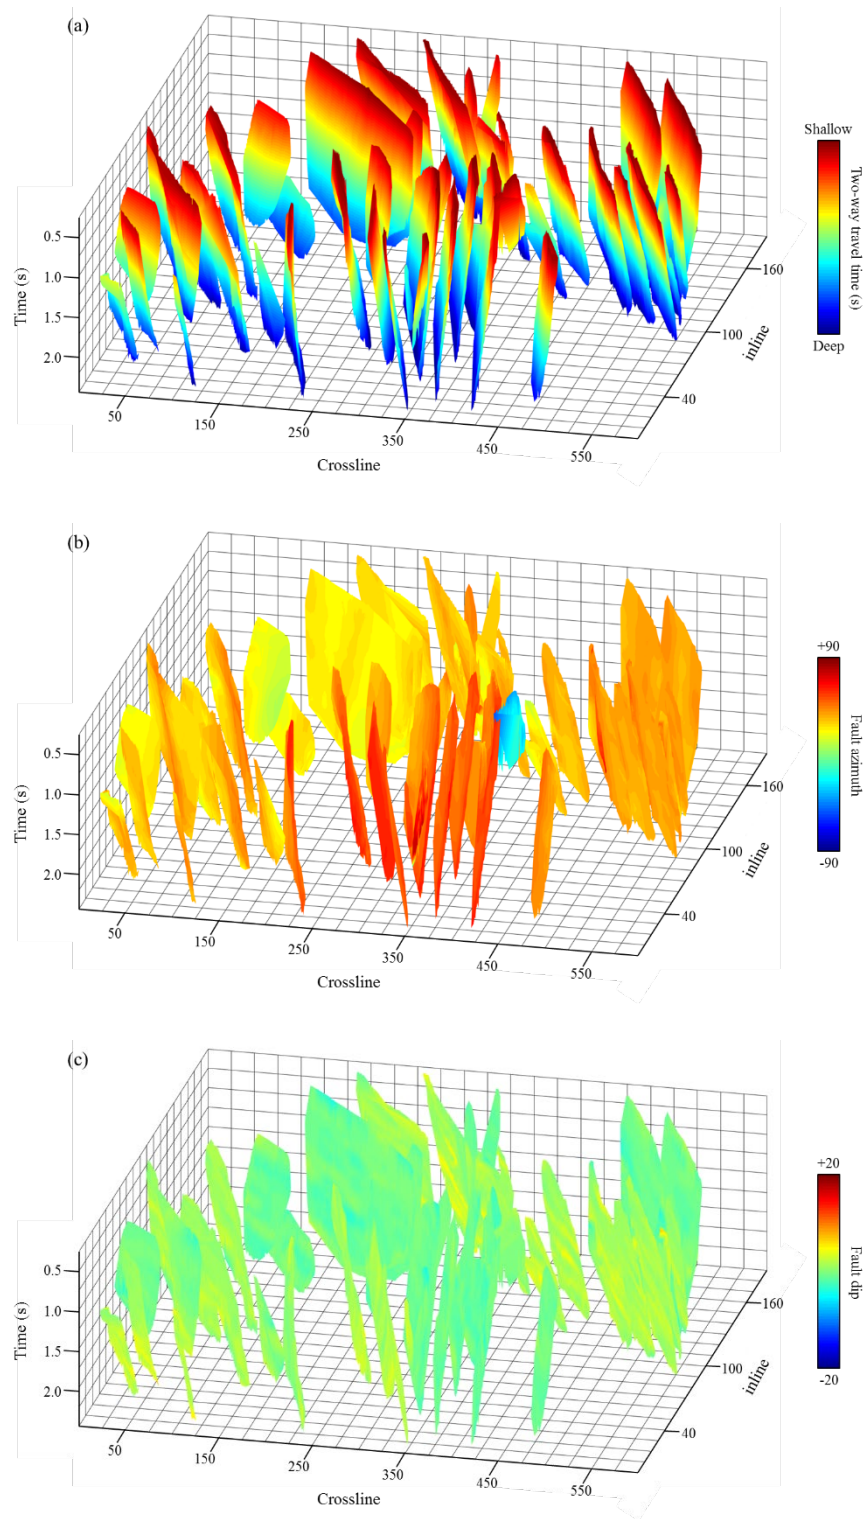 (a)
Shallow
Two-way travel time (s)
Deep
0.5
1.0
1.5
2.0
Time (s)
160
100
40
inline
50
150
250
350
450
550
Crossline
(b)
+90
Fault azimuth
-90
0.5
1.0
1.5
2.0
Time (s)
160
100
40
inline
50
150
250
350
450
550
Crossline
(c)
+20
Fault dip
-20
0.5
1.0
1.5
2.0
Time (s)
160
100
40
inline
50
150
250
350
450
550
Crossline